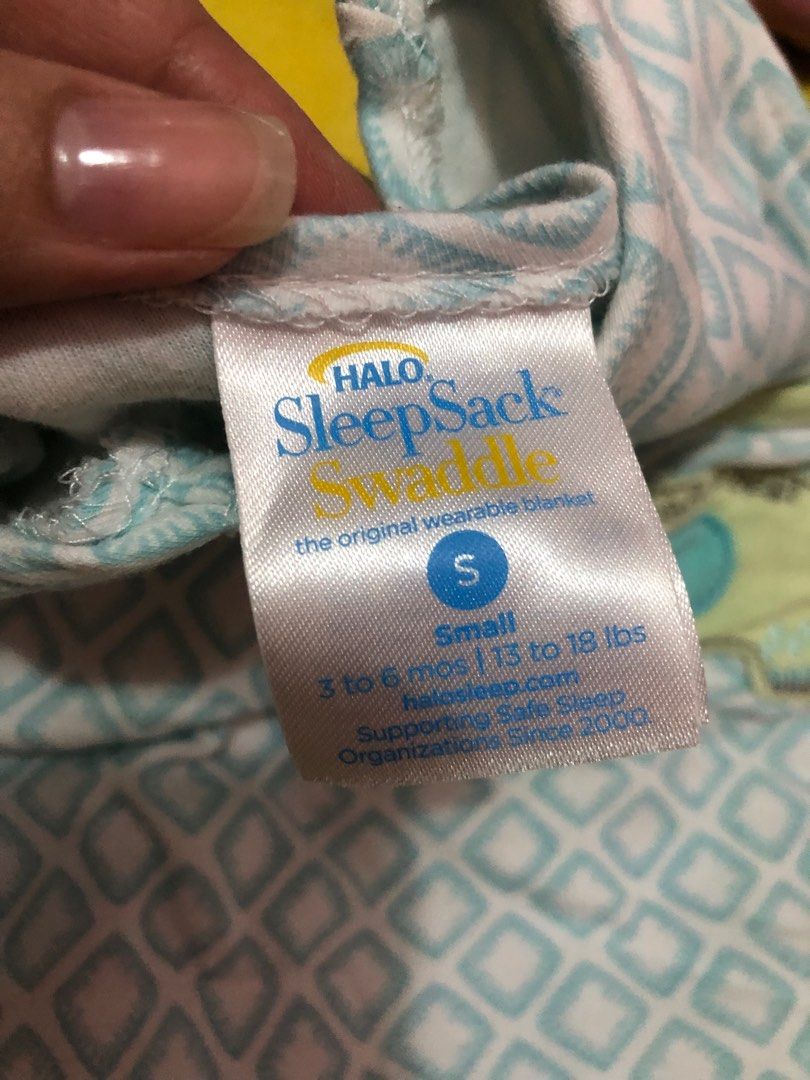 HALO®
SleepSack®
Swaddle
the original wearable blanket
S
Small
3 to 6 mos | 13 to 18 lbs
halosleep.com
Supporting Safe Sleep
Organizations Since 2000